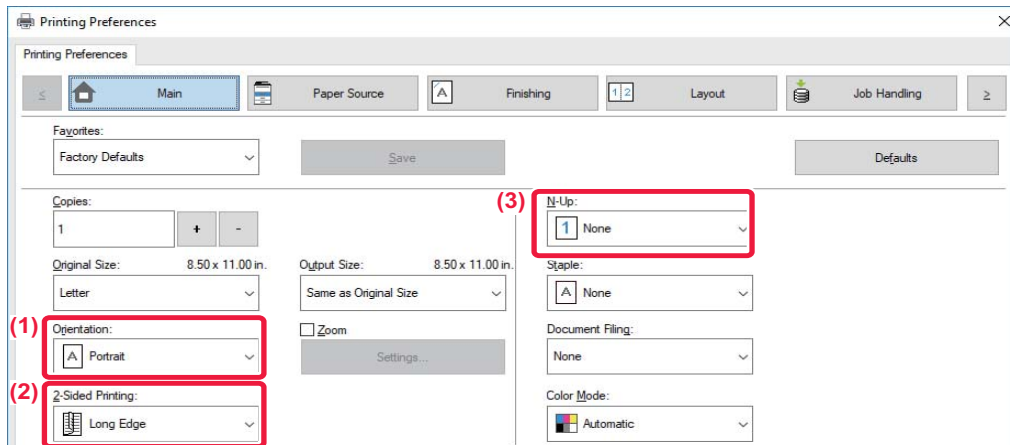 Printing Preferences
Printing Preferences
≤ Main Paper Source A Finishing 1 2 Layout Job Handling ≥
Favorites:
Factory Defaults Save Defaults
Copies: (3) N-Up:
1 + - 1 None
Original Size: 8.50 x 11.00 in. Output Size: 8.50 x 11.00 in. Staple:
Letter Same as Original Size A None
(1) Orientation: Zoom Document Filing:
A Portrait Settings... None
(2) 2-Sided Printing: Color Mode:
Long Edge Automatic